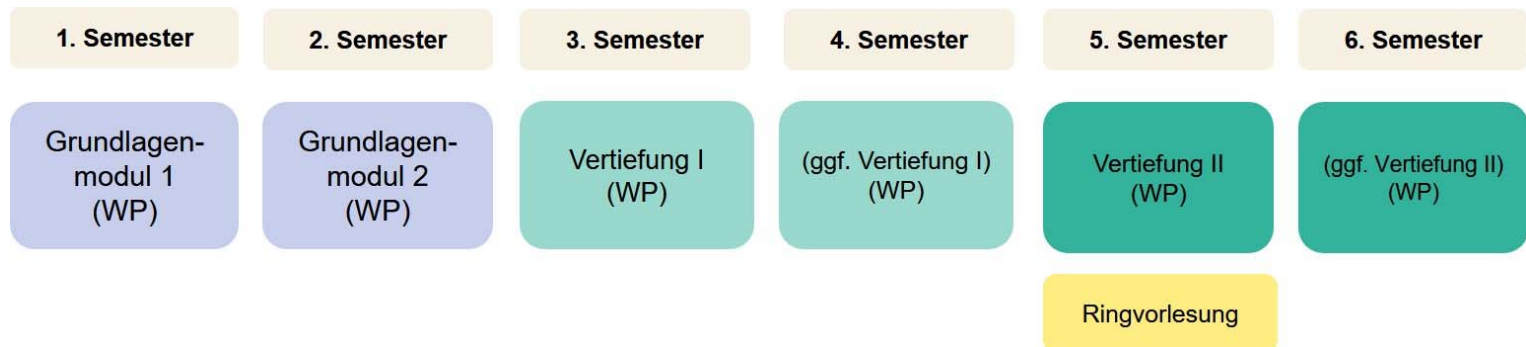 1. Semester
2. Semester
3. Semester
4. Semester
5. Semester
6. Semester
Grundlagen-
modul 1
(WP)
Grundlagen-
modul 2
(WP)
Vertiefung I
(WP)
(ggf. Vertiefung I)
(WP)
Vertiefung II
(WP)
(ggf. Vertiefung II)
(WP)
Ringvorlesung